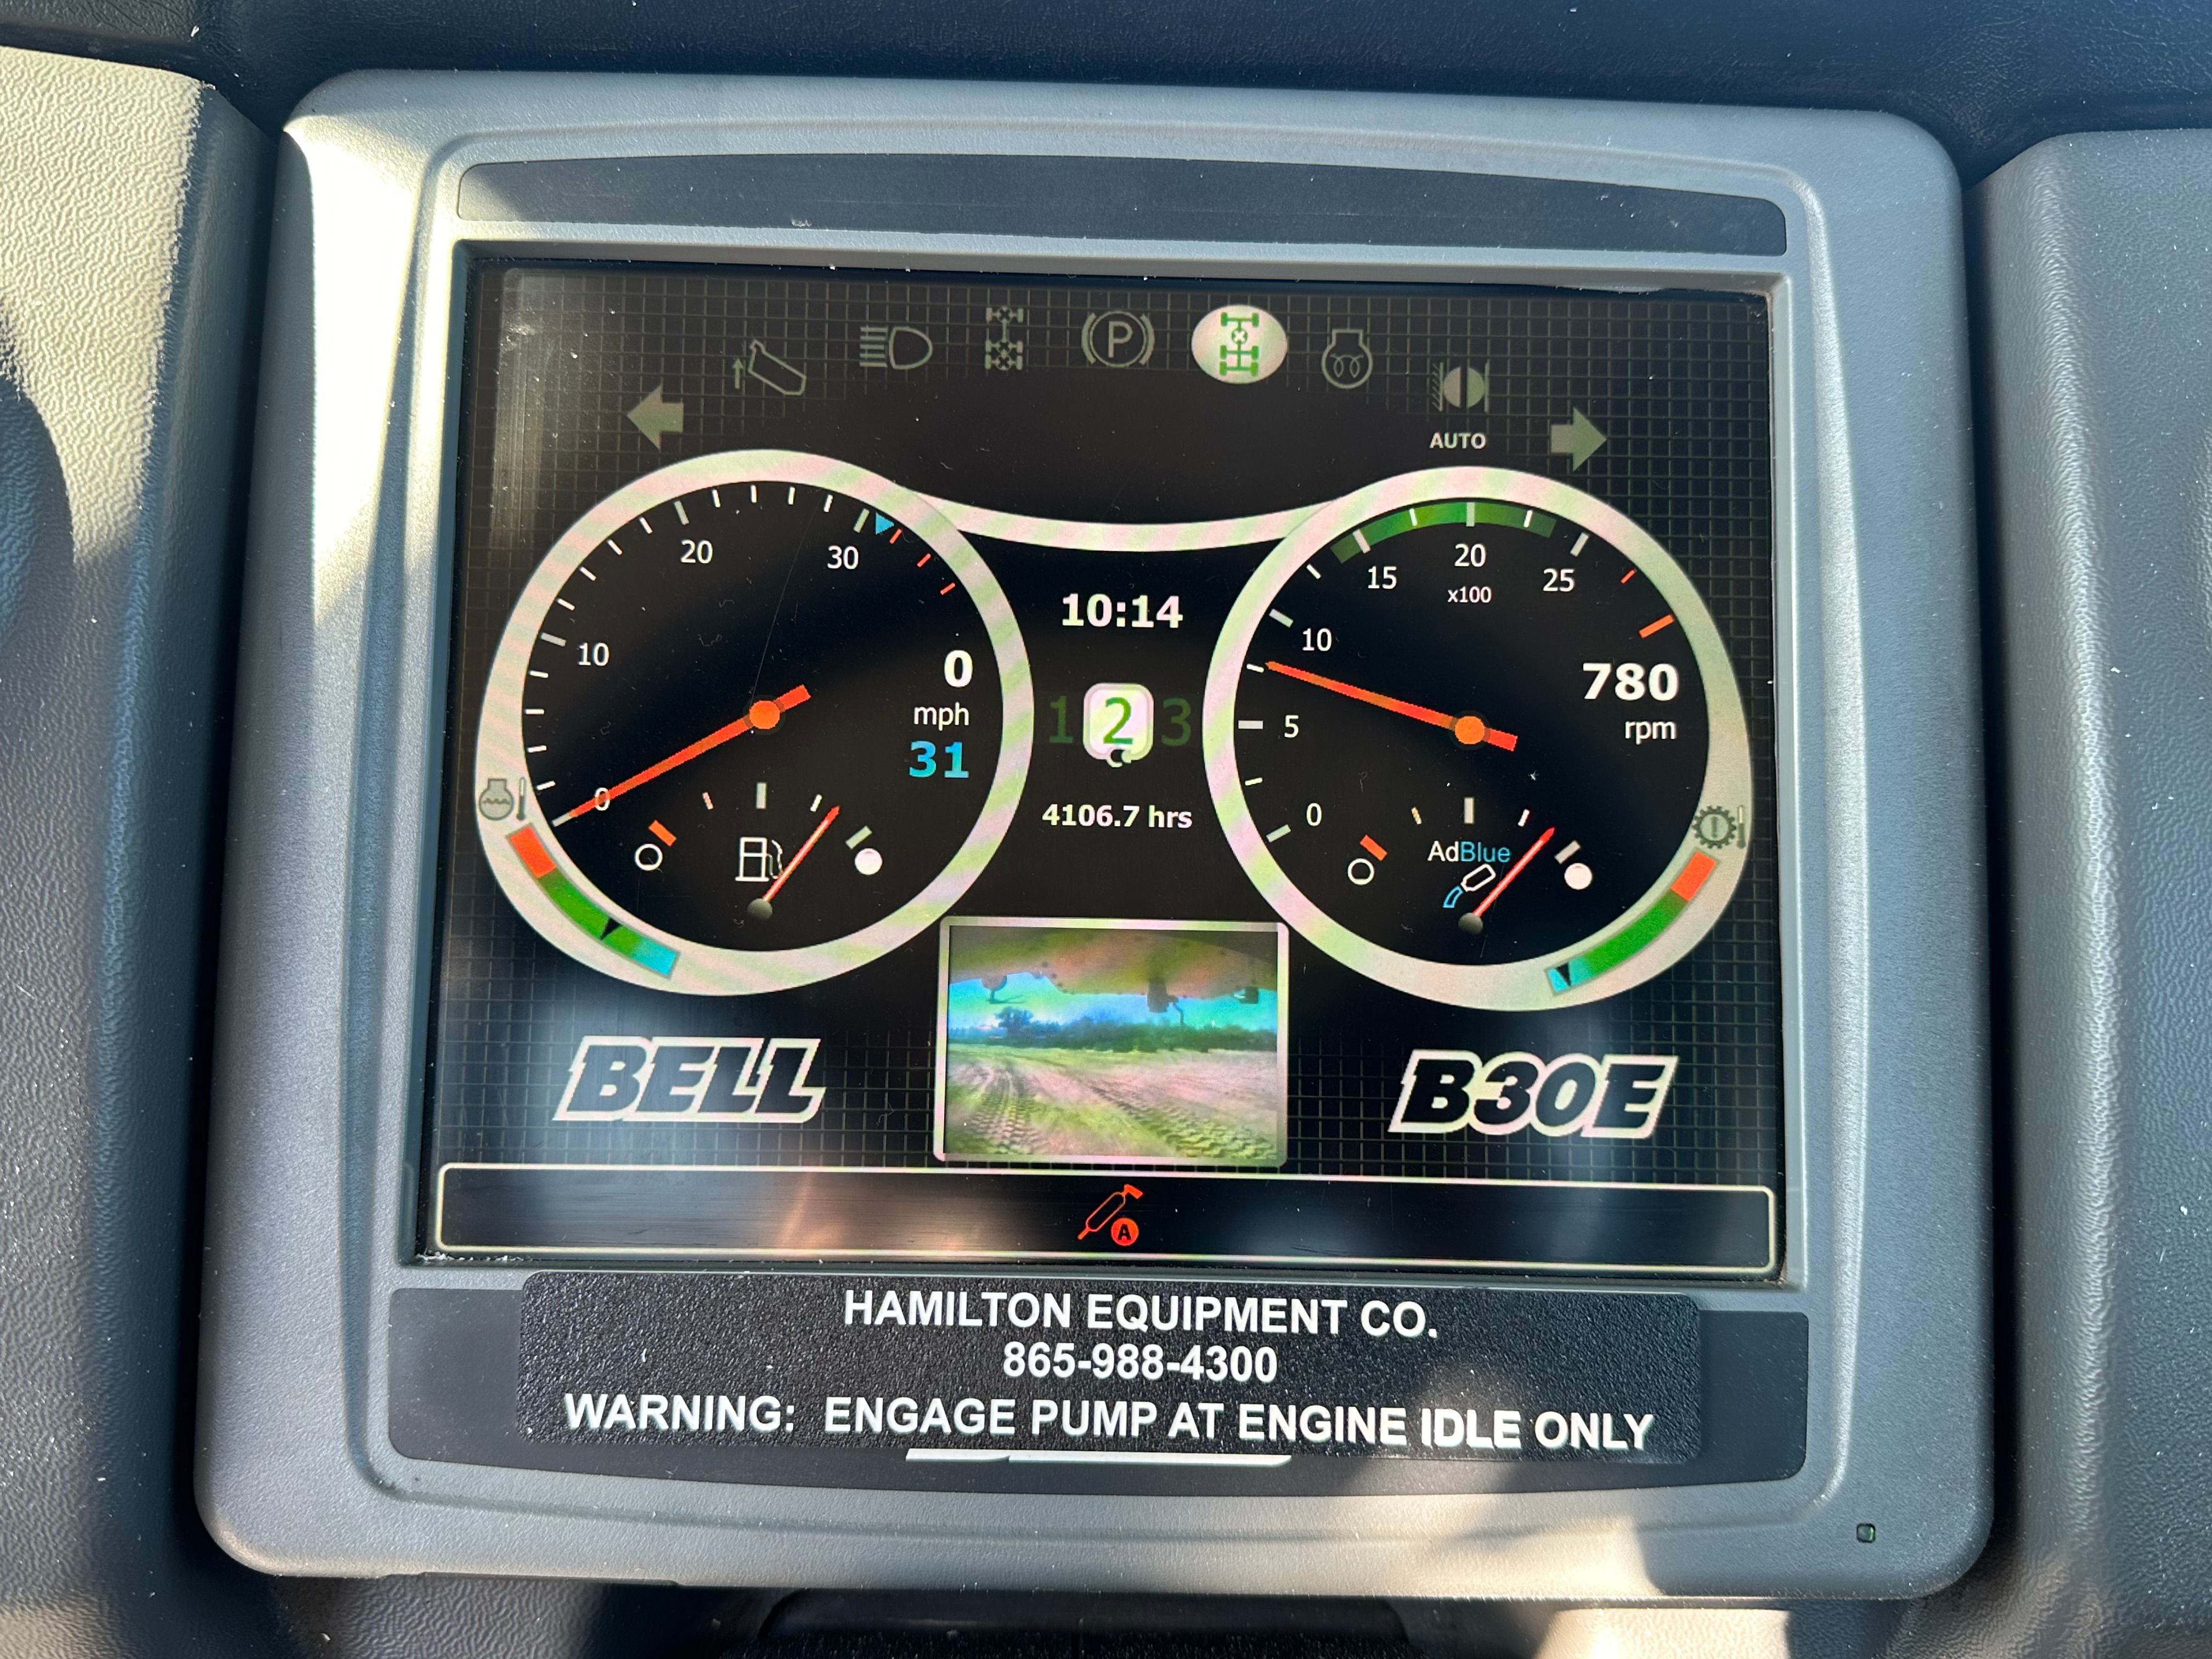 P
AUTO
20
30
10
0
0
mph
31
10:14
1 2 3
4106.7 hrs
15
20
25
x100
10
5
0
780
rpm
AdBlue
BELL
B30E
A
HAMILTON EQUIPMENT CO.
865-988-4300
WARNING: ENGAGE PUMP AT ENGINE IDLE ONLY